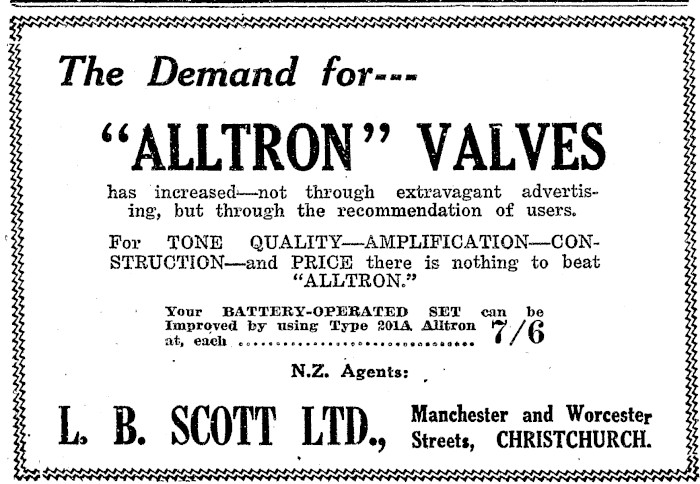 The Demand for---
“ALLTRON” VALVES
has increased—not through extravagant advertis-
ing, but through the recommendation of users.
For TONE QUALITY—AMPLIFICATION—CON-
STRUCTION—and PRICE there is nothing to beat
“ALLTRON.”
Your BATTERY-OPERATED SET can be
Improved by using Type 201A Alltron 7/6
at, each ..................................
N.Z. Agents:
L. B. SCOTT LTD., Manchester and Worcester
Streets, CHRISTCHURCH.